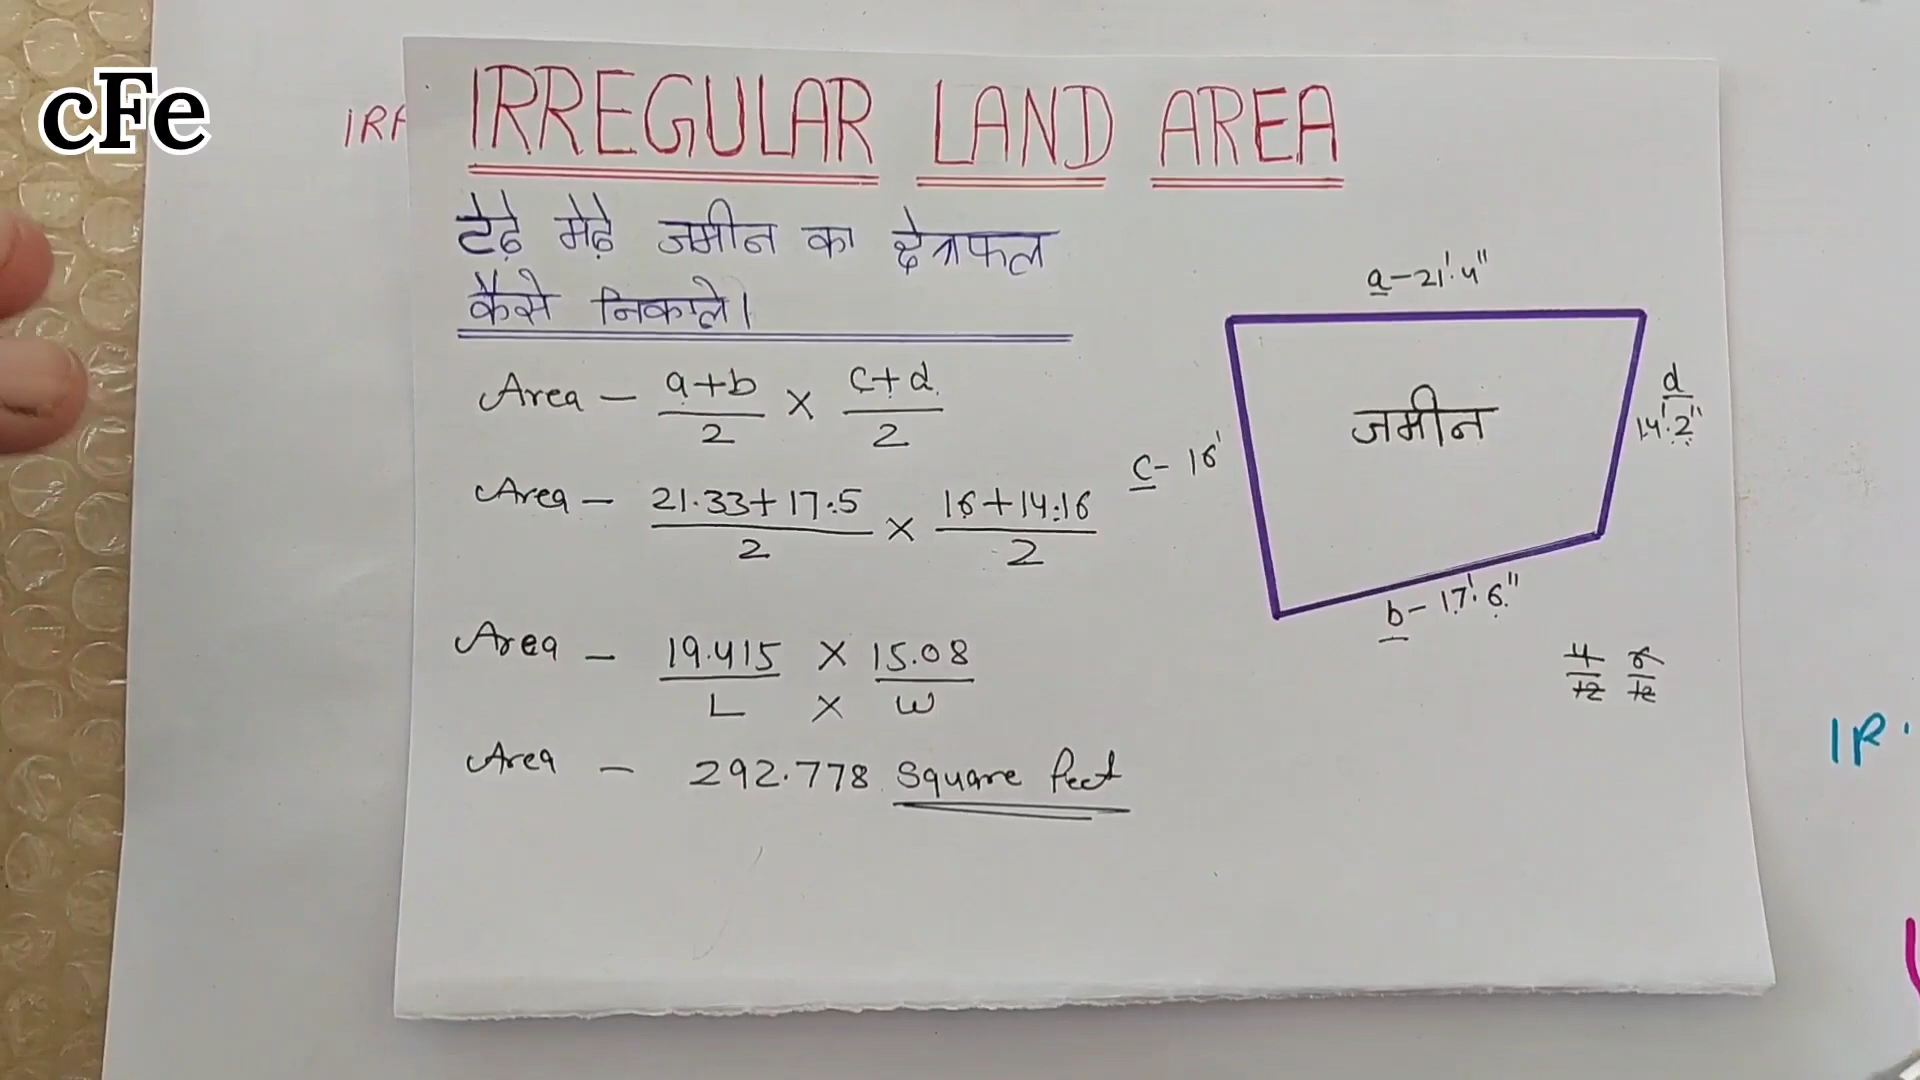 cFe
IRR
IRREGULAR LAND AREA
टेढ़े मेढ़े जमीन का क्षेत्रफल
कैसे निकाले।
a-21'.4"
Area - a+b/2 × c+d/2
जमीन
d
14'.2"
c- 16'
Area - 21.33+17.5/2 × 16+14.16/2
b- 17'.6"
Area - 19.415 × 15.08
L × W
4/12 2/12
IR.
Area - 292.778 Square feet